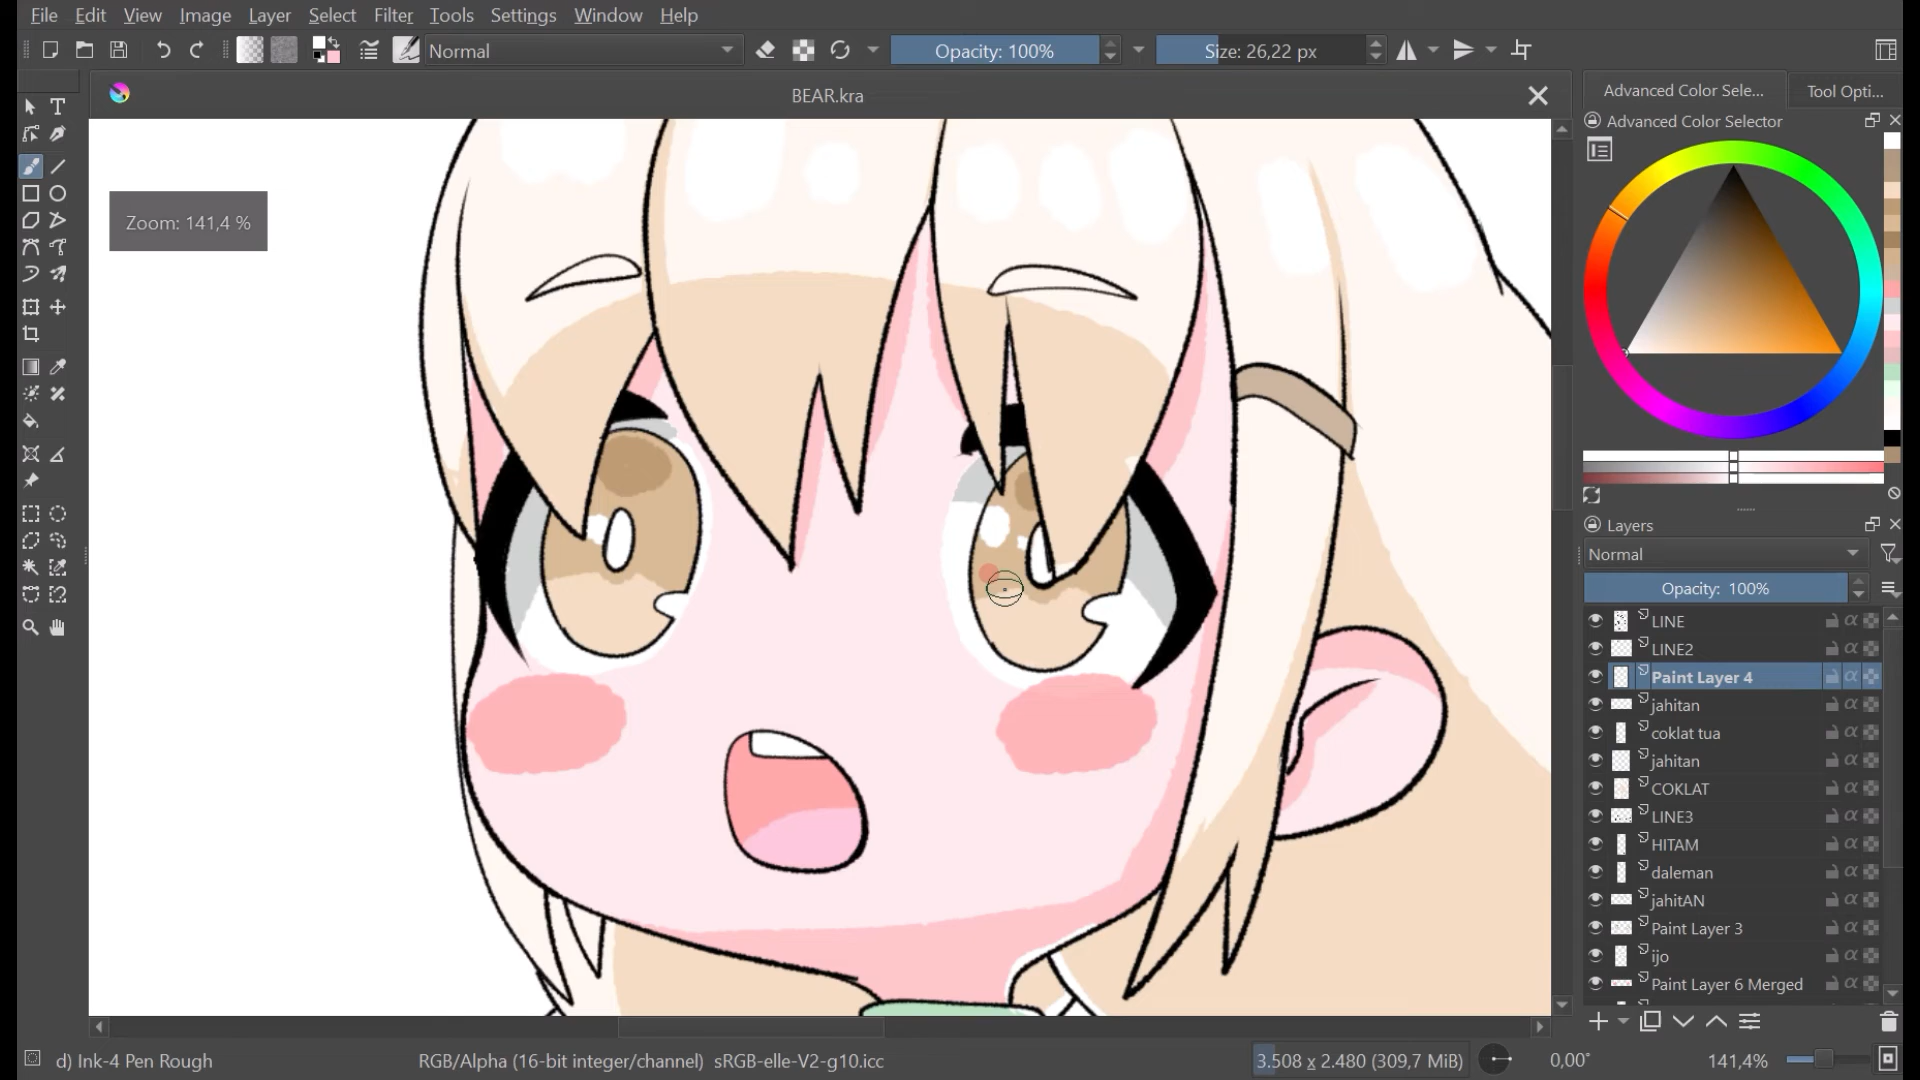 File Edit View Image Layer Select Filter Tools Settings Window Help
Normal
Opacity: 100%
Size: 26,22 px
BEAR.kra
Advanced Color Sele...
Tool Opti...
Advanced Color Selector
Zoom: 141,4 %
Layers
Normal
Opacity: 100%
LINE
LINE2
Paint Layer 4
jahitan
coklat tua
jahitan
COKLAT
LINE3
HITAM
daleman
jahitAN
Paint Layer 3
ijo
Paint Layer 6 Merged
d) Ink-4 Pen Rough
RGB/Alpha (16-bit integer/channel) sRGB-elle-V2-g10.icc
3.508 x 2.480 (309,7 MiB)
0,00°
141,4%